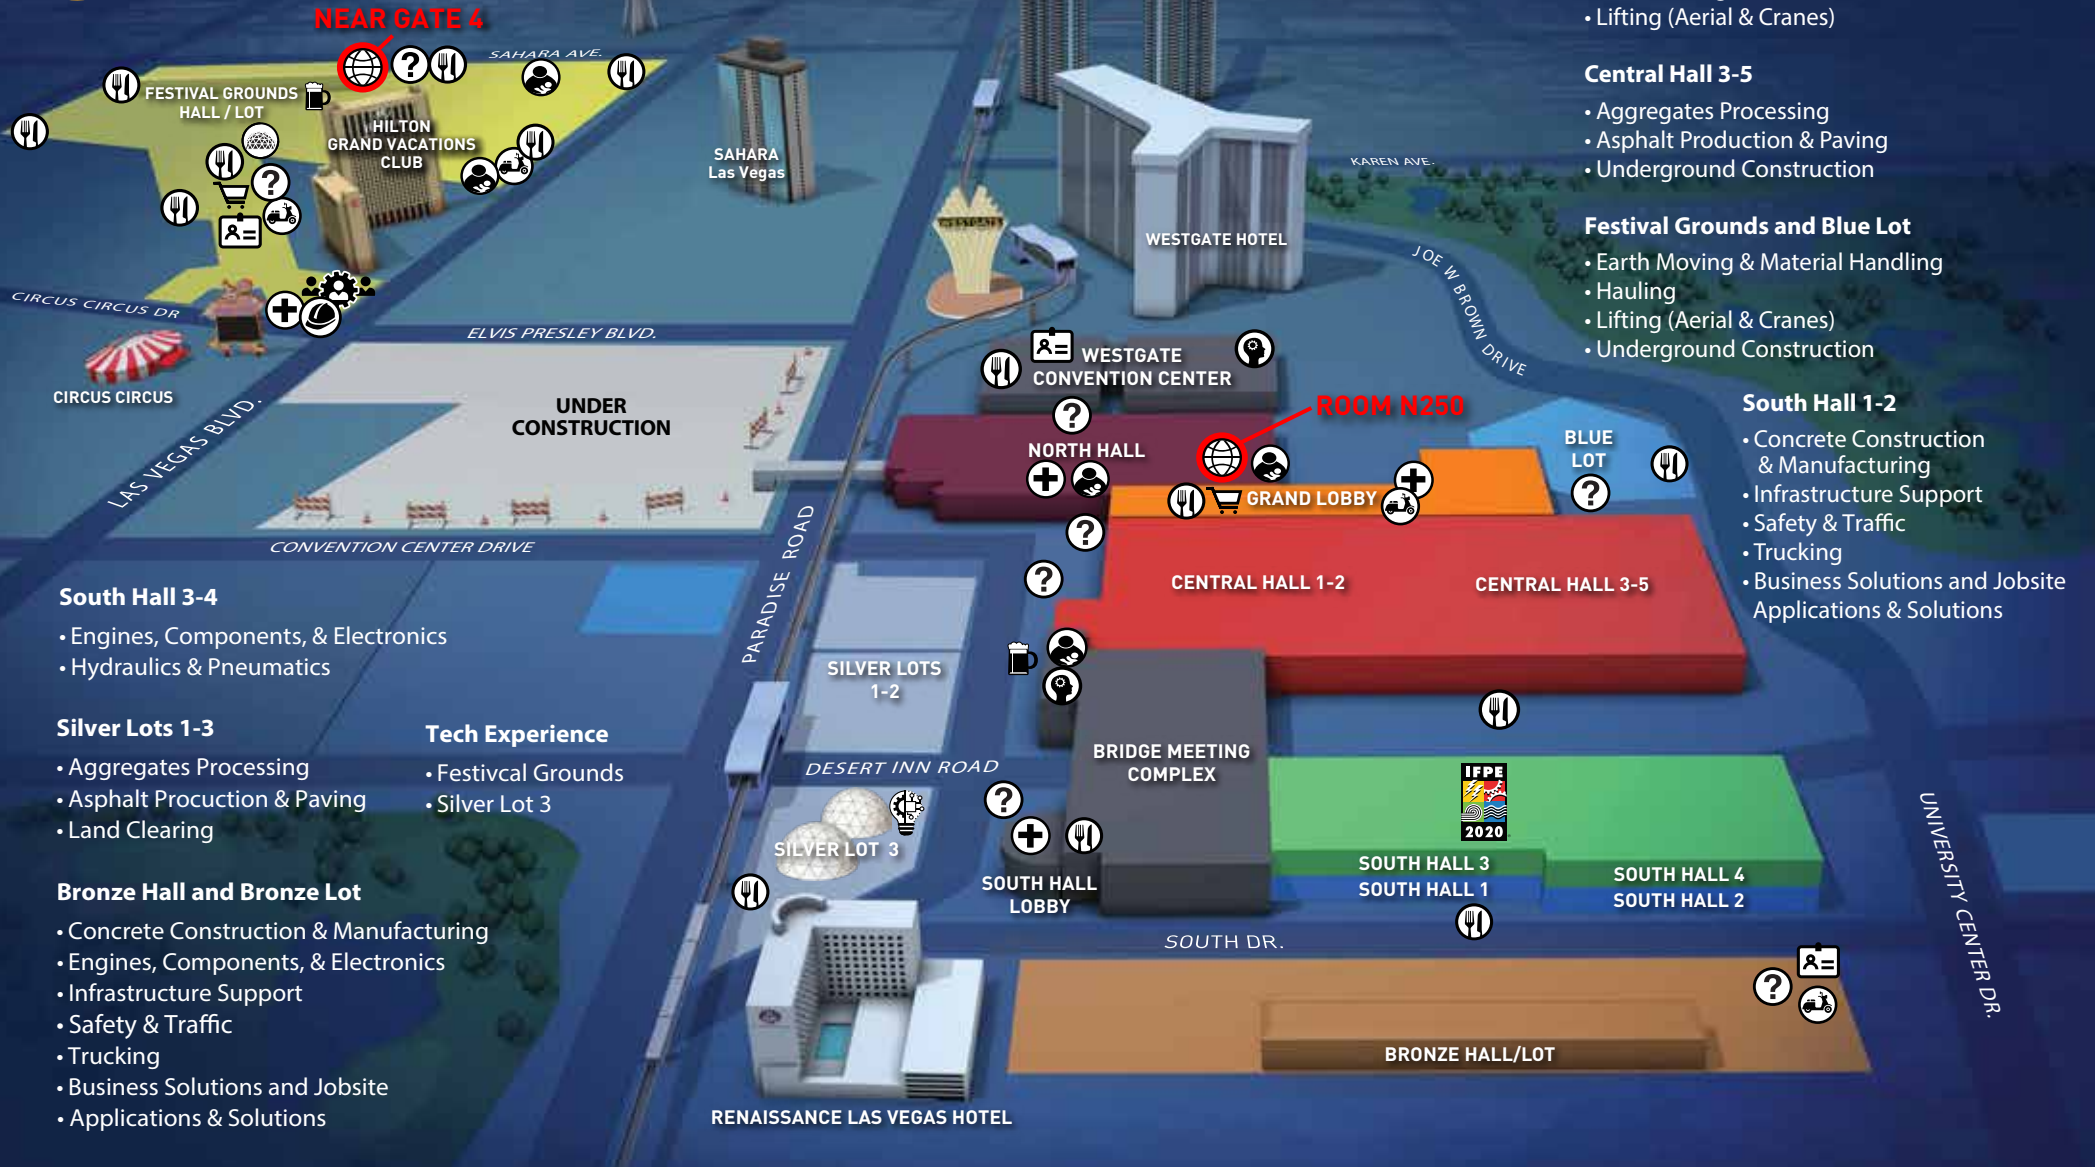 • Lifting (Aerial & Cranes)
NEAR GATE 4
SAHARA AVE.
FESTIVAL GROUNDS
HALL / LOT
HILTON
GRAND VACATIONS
CLUB
SAHARA
Las Vegas
WESTGATE
WESTGATE HOTEL
KAREN AVE.
JOE W BROWN DRIVE
Central Hall 3-5
• Aggregates Processing
• Asphalt Production & Paving
• Underground Construction
Festival Grounds and Blue Lot
• Earth Moving & Material Handling
• Hauling
• Lifting (Aerial & Cranes)
• Underground Construction
CIRCUS CIRCUS DR
ELVIS PRESLEY BLVD.
CIRCUS CIRCUS
LAS VEGAS BLVD.
UNDER
CONSTRUCTION
CONVENTION CENTER DRIVE
PARADISE ROAD
WESTGATE
CONVENTION CENTER
ROOM N250
NORTH HALL
GRAND LOBBY
BLUE
LOT
South Hall 1-2
• Concrete Construction
& Manufacturing
• Infrastructure Support
• Safety & Traffic
• Trucking
• Business Solutions and Jobsite
Applications & Solutions
CENTRAL HALL 1-2
CENTRAL HALL 3-5
South Hall 3-4
• Engines, Components, & Electronics
• Hydraulics & Pneumatics
Silver Lots 1-3
• Aggregates Processing
• Asphalt Procuction & Paving
• Land Clearing
Tech Experience
• Festivcal Grounds
• Silver Lot 3
Bronze Hall and Bronze Lot
• Concrete Construction & Manufacturing
• Engines, Components, & Electronics
• Infrastructure Support
• Safety & Traffic
• Trucking
• Business Solutions and Jobsite
• Applications & Solutions
SILVER LOTS
1-2
DESERT INN ROAD
SILVER LOT 3
BRIDGE MEETING
COMPLEX
IFPE
2020
SOUTH HALL 3
SOUTH HALL 1
SOUTH HALL 4
SOUTH HALL 2
SOUTH HALL
LOBBY
SOUTH DR.
UNIVERSITY CENTER DR.
BRONZE HALL/LOT
RENAISSANCE LAS VEGAS HOTEL